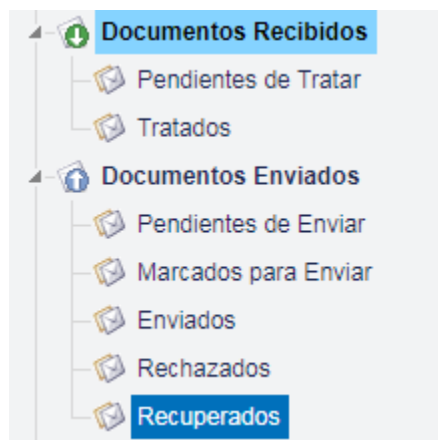 Documentos Recibidos
Pendientes de Tratar
Tratados
Documentos Enviados
Pendientes de Enviar
Marcados para Enviar
Enviados
Rechazados
Recuperados